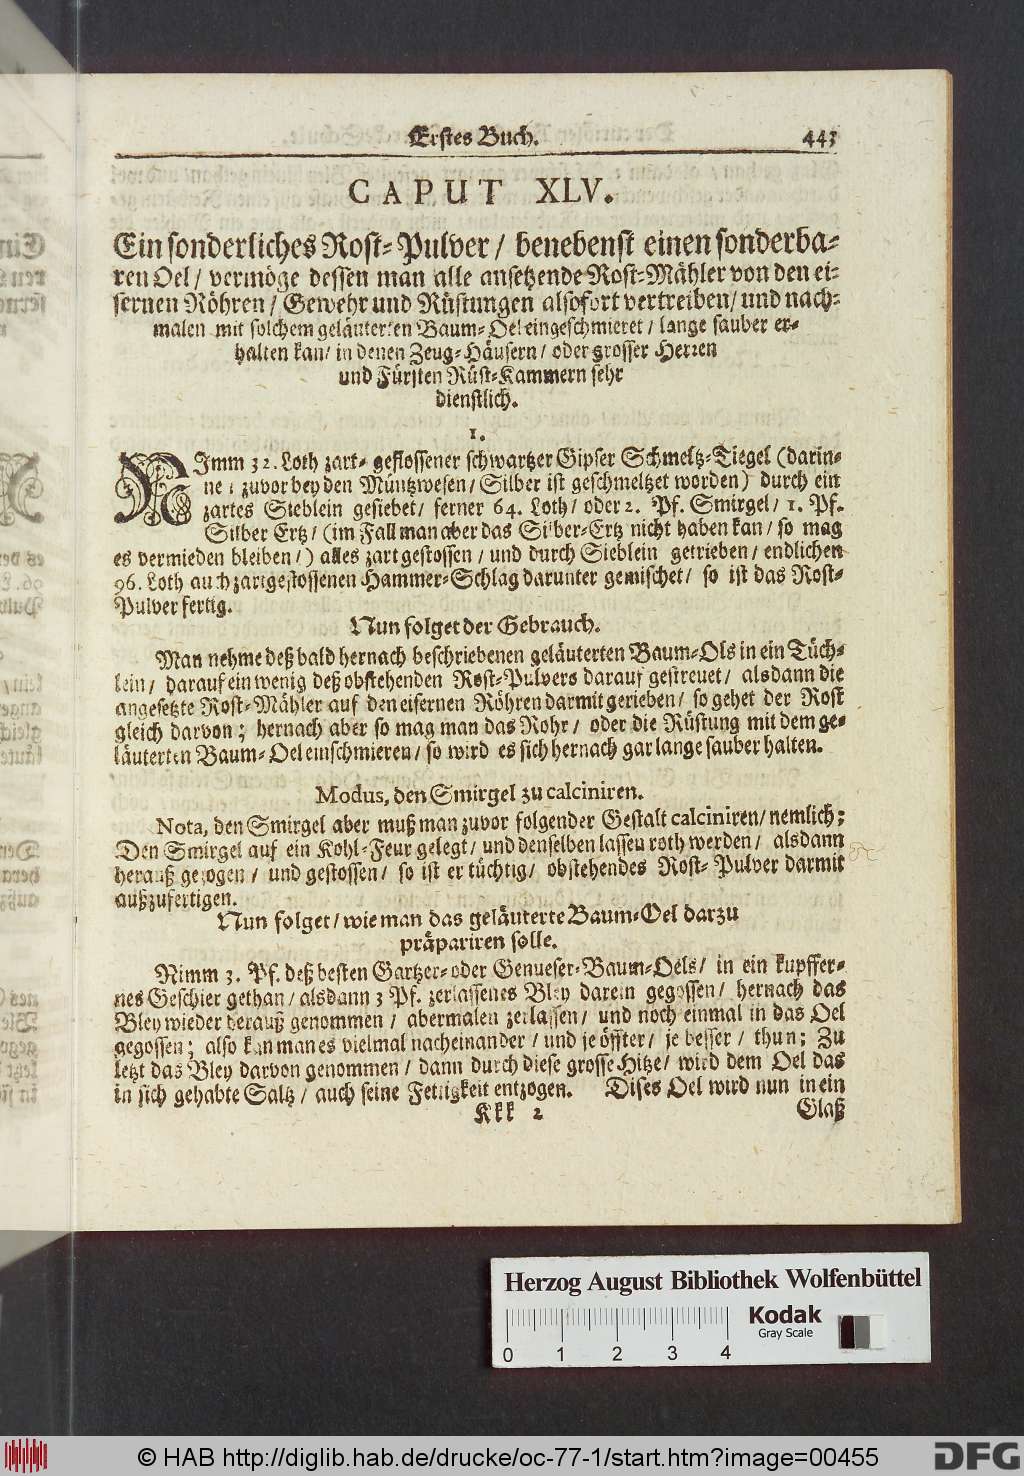 Erstes Buch. 443
CAPUT XLV.
Ein sonderliches Rost-Pulver / benebenst einen sonderba-
ren Oel / vermöge dessen man alle ansetzende Rost-Mähler von den ei-
sernen Röhren / Gewehr und Rüstungen alsofort vertreiben / und nach-
malen mit solchem geläuterten Baum-Oel eingeschmieret / lange sauber er-
halten kan / in denen Zeug-Häusern / oder grosser Herren
und Fürsten Rüst-Kammern sehr
dienstlich.
1.
NImm 32. Loth zart-geflossener schwartzer Gipser Schmeltz-Tiegel (darin-
ne zuvor bey den Müntzwesen / Silber ist geschmeltzet worden) durch ein
zartes Sieblein gesiebet / ferner 64. Loth / oder 2. Pf. Smirgel / 1. Pf.
Silber Ertz / (im Fall man aber das Silber-Ertz nicht haben kan / so mag
es vermieden bleiben /) alles zart gestossen / und durch Sieblein getrieben / endlichen
96. Loth auch zartgestossenen Hammer-Schlag darunter gemischet / so ist das Rost-
Pulver fertig.
Nun folget der Gebrauch.
Man nehme deß bald hernach beschriebenen geläuterten Baum-Ols in ein Tüch-
lein / darauf ein wenig deß obstehenden Rost-Pulvers darauf gestreuet / alsdann die
angesetzte Rost-Mähler auf den eisernen Röhren darmit gerieben / so gehet der Rost
gleich darvon; hernach aber so mag man das Rohr / oder die Rüstung mit dem ge-
läuterten Baum-Oel einschmieren / so wird es sich hernach gar lange sauber halten.
Modus, den Smirgel zu calciniren.
Nota, den Smirgel aber muß man zuvor folgender Gestalt calciniren / nemlich;
Den Smirgel auf ein Kohl-Feur gelegt / und denselben lassen roth werden / alsdann
herauß gezogen / und gestossen / so ist er tüchtig / obstehendes Rost-Pulver darmit
außzufertigen.
Nun folget / wie man das geläuterte Baum-Oel darzu
präpariren solle.
Nimm 3. Pf. deß besten Gartzer- oder Genueser-Baum-Oels / in ein kupffer-
nes Geschier gethan / alsdann 3 Pf. zerlassenes Bley darein gegossen / hernach das
Bley wieder herauß genommen / abermalen zerlassen / und noch einmal in das Oel
gegossen; also kan man es vielmal nacheinander / und je öffter / je besser / thun; Zu
letzt das Bley darvon genommen / dann durch diese grosse Hitze / wird dem Oel das
in sich gehabte Saltz / auch seine Fettigkeit entzogen. Dises Oel wird nun in ein
Kkk 2 Glaß
Herzog August Bibliothek Wolfenbüttel
Kodak
Gray Scale
0 1 2 3 4
© HAB http://diglib.hab.de/drucke/oc-77-1/start.htm?image=00455
DFG